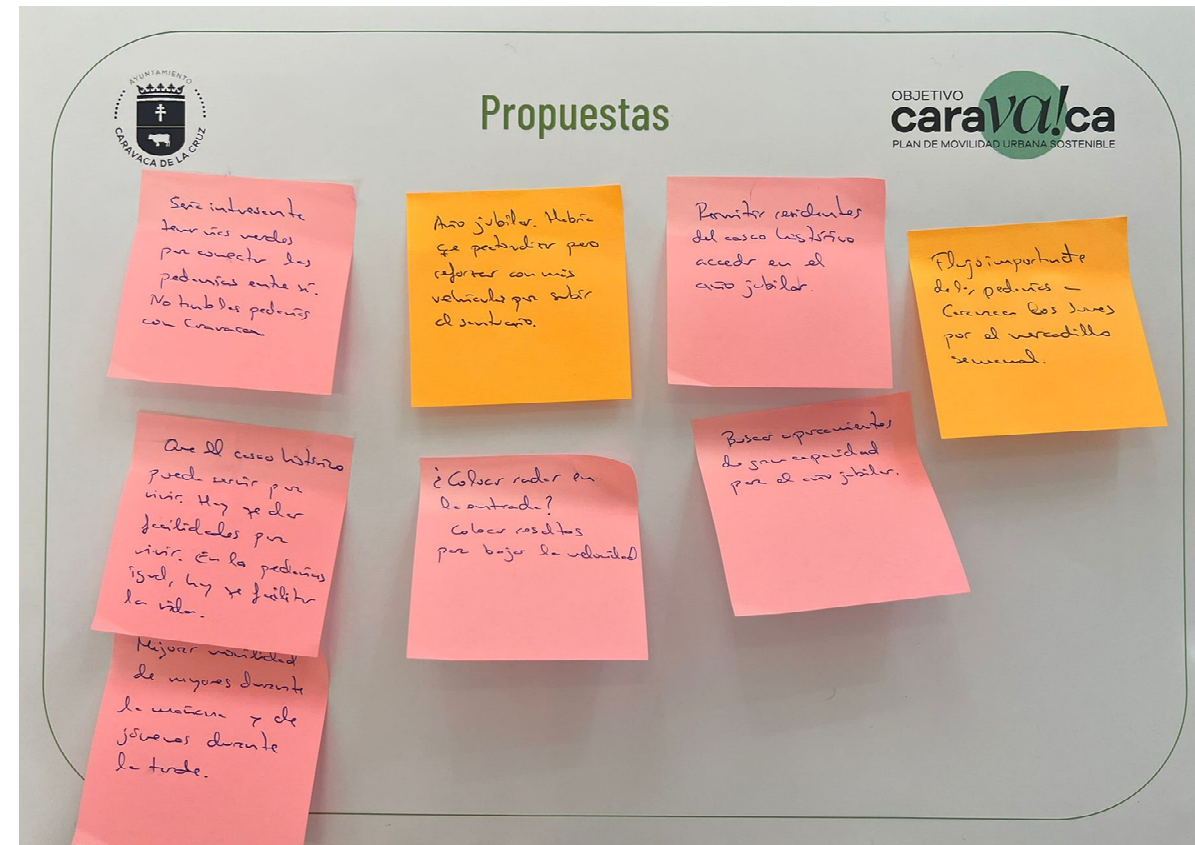 AYUNTAMIENTO
CARAVACA DE LA CRUZ
Propuestas
OBJETIVO
carava!ca
PLAN DE MOVILIDAD URBANA SOSTENIBLE
Sería interesante
tener vías verdes
para conectar las
pedanías entre sí.
No tanto las pedanías
con Caravaca
Año jubilar. Habría
que peatonalizar pero
reforzar con más
vehículos para subir
al santuario.
Permitir residentes
del casco histórico
acceder en el
año jubilar.
Flujo importante
de las pedanías –
Caravaca los lunes
por el mercadillo
semanal.
Que el casco histórico
pueda servir para
vivir. Hay que dar
facilidades para
vivir. En las pedanías
igual, hay que facilitar
la vida.
¿Colocar radar en
la entrada?
Colocar resaltos
para bajar la velocidad
Buscar aparcamientos
de gran capacidad
para el año jubilar.
Mejorar movilidad
de mayores durante
la mañana y de
jóvenes durante
la tarde.